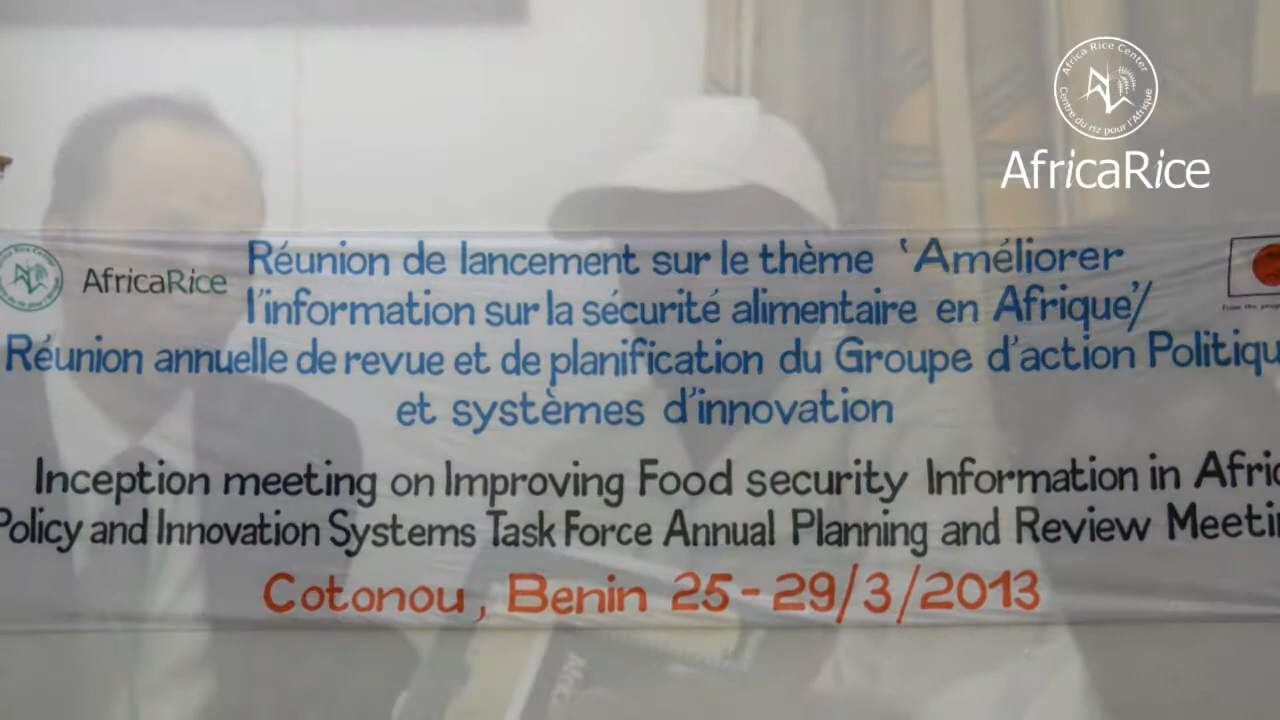 Africa Rice Center
Centre du riz pour l'Afrique
AfricaRice
AfricaRice
Réunion de lancement sur le thème 'Améliorer
l'information sur la sécurité alimentaire en Afrique'/
Réunion annuelle de revue et de planification du Groupe d'action Politiqu
et systèmes d'innovation
Inception meeting on Improving Food security Information in Afric
Policy and Innovation Systems Task Force Annual Planning and Review Meetin
Cotonou, Benin 25-29/3/2013
From the